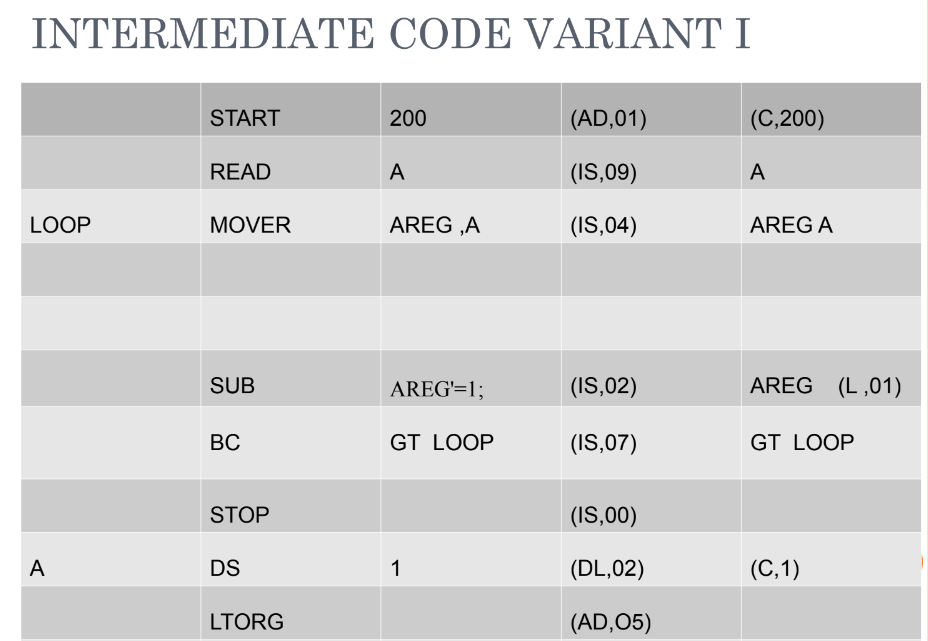 INTERMEDIATE CODE VARIANT I
START 200 (AD,01) (C,200)
READ A (IS,09) A
LOOP MOVER AREG ,A (IS,04) AREG A
SUB AREG'=1; (IS,02) AREG (L ,01)
BC GT LOOP (IS,07) GT LOOP
STOP (IS,00)
A DS 1 (DL,02) (C,1)
LTORG (AD,O5)